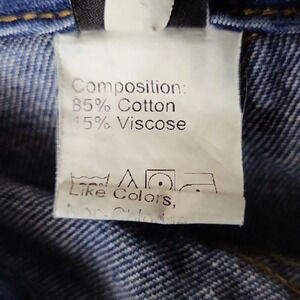 Composition:
85% Cotton
15% Viscose
Like Colors,